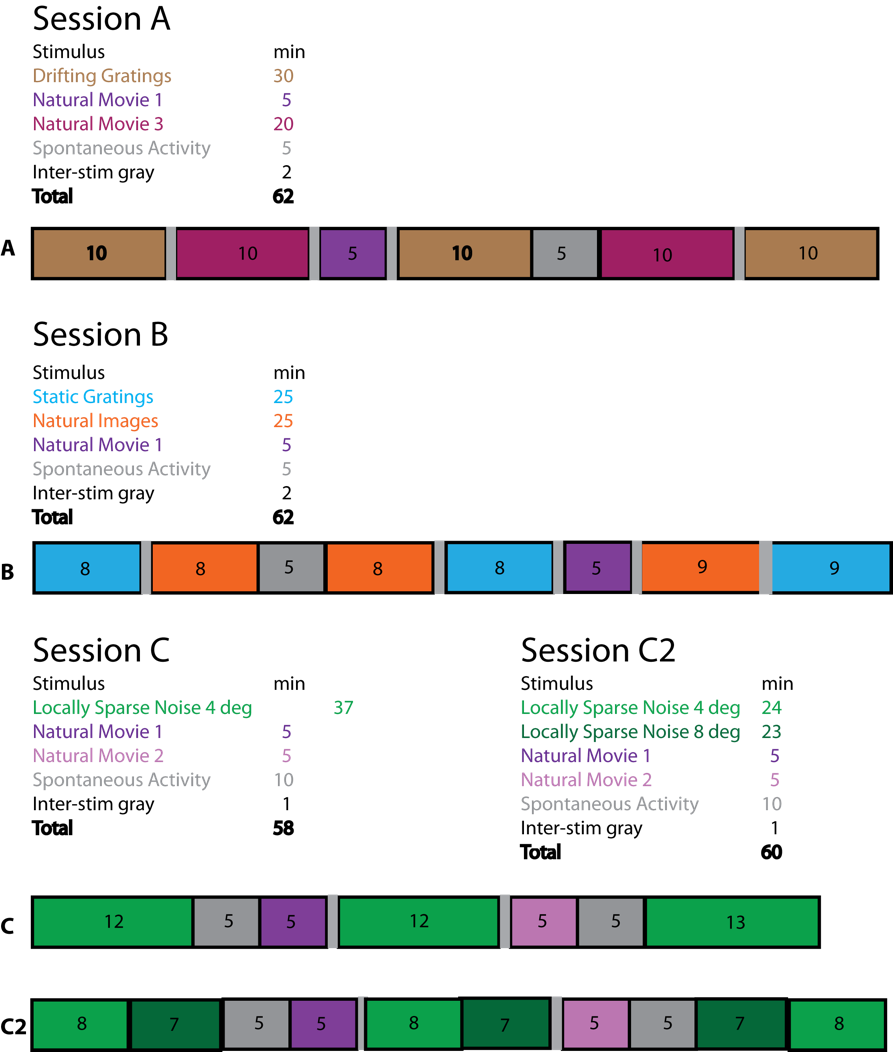 Session A
Stimulus min
Drifting Gratings 30
Natural Movie 1 5
Natural Movie 3 20
Spontaneous Activity 5
Inter-stim gray 2
Total 62
A 10 10 5 10 5 10 10
Session B
Stimulus min
Static Gratings 25
Natural Images 25
Natural Movie 1 5
Spontaneous Activity 5
Inter-stim gray 2
Total 62
B 8 8 5 8 8 5 9 9
Session C
Stimulus min
Locally Sparse Noise 4 deg 37
Natural Movie 1 5
Natural Movie 2 5
Spontaneous Activity 10
Inter-stim gray 1
Total 58
Session C2
Stimulus min
Locally Sparse Noise 4 deg 24
Locally Sparse Noise 8 deg 23
Natural Movie 1 5
Natural Movie 2 5
Spontaneous Activity 10
Inter-stim gray 1
Total 60
C 12 5 5 12 5 5 13
C2 8 7 5 5 8 7 5 5 7 8